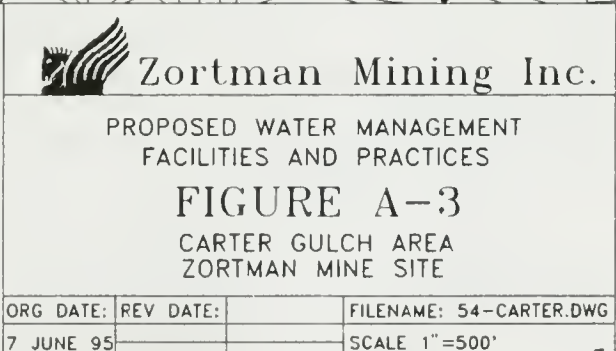 Zortman Mining Inc.
PROPOSED WATER MANAGEMENT
FACILITIES AND PRACTICES
FIGURE A-3
CARTER GULCH AREA
ZORTMAN MINE SITE
ORG DATE: REV DATE: FILENAME: 54-CARTER.DWG
7 JUNE 95 SCALE 1"=500'